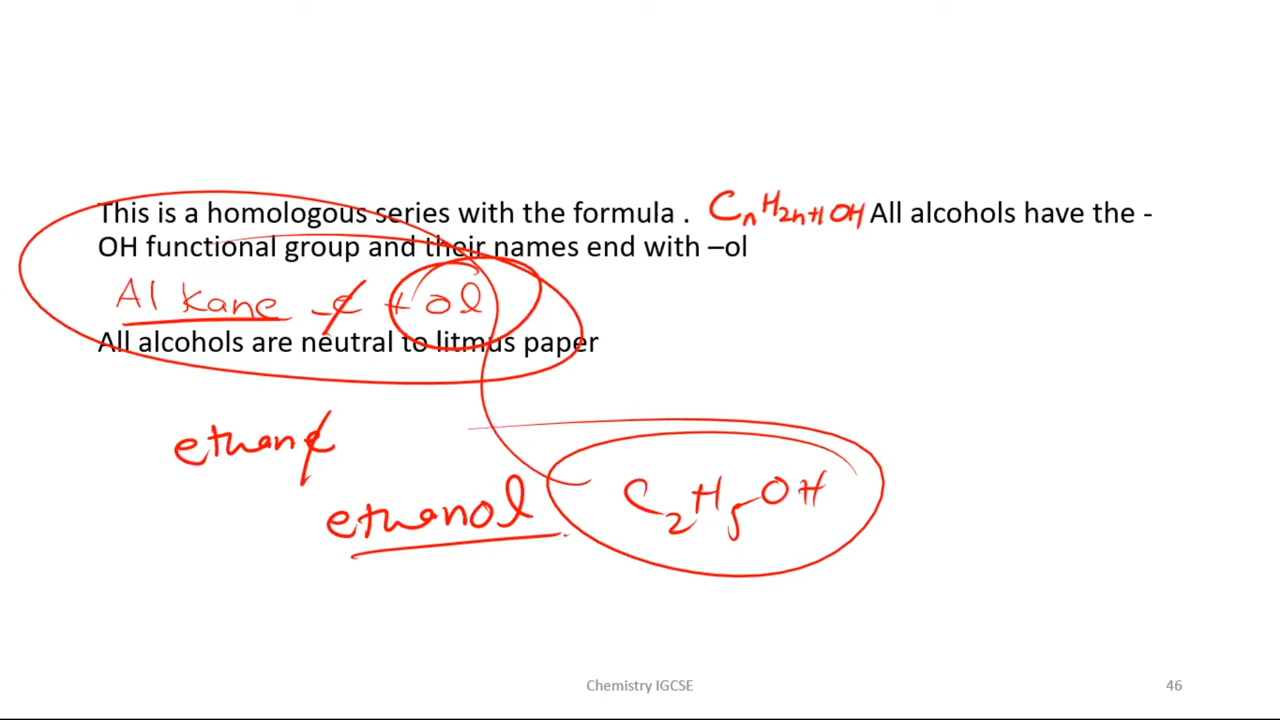 This is a homologous series with the formula . CnH2n+1OH All alcohols have the -
OH functional group and their names end with –ol
Alkane - e + ol
All alcohols are neutral to litmus paper
ethane
ethanol C2H5OH
Chemistry IGCSE 46